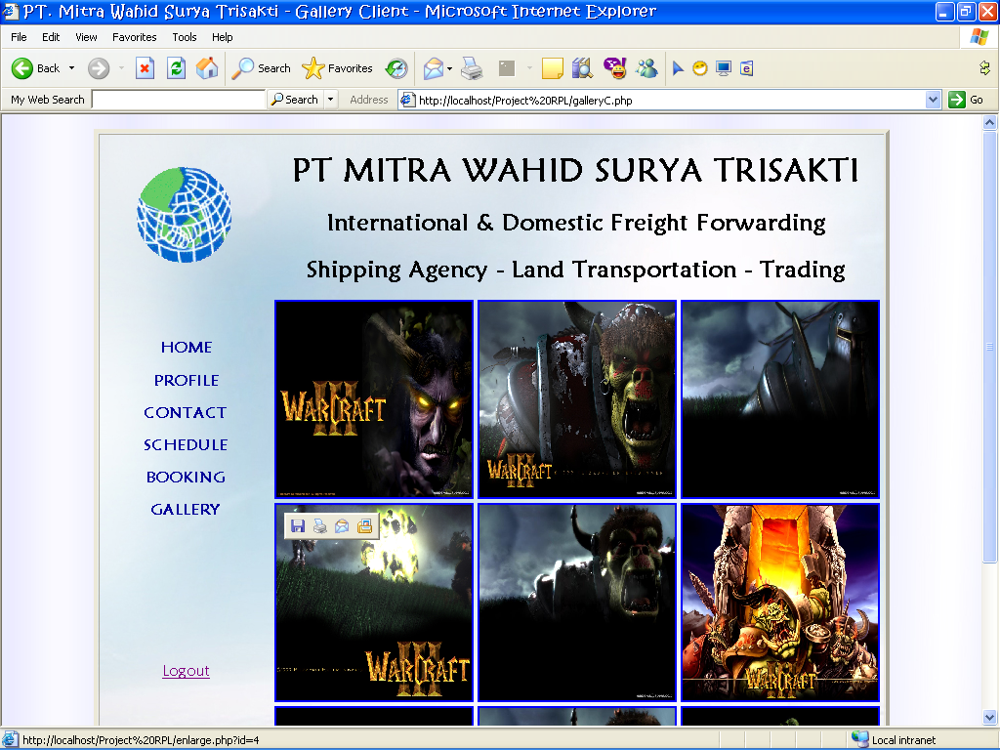 PT. Mitra Wahid Surya Trisakti - Gallery Client - Microsoft Internet Explorer
File Edit View Favorites Tools Help
Back Search Favorites
My Web Search Search Address http://localhost/Project%20RPL/galleryC.php Go
PT MITRA WAHID SURYA TRISAKTI
International & Domestic Freight Forwarding
Shipping Agency - Land Transportation - Trading
HOME
PROFILE
CONTACT
SCHEDULE
BOOKING
GALLERY
Logout
WARCRAFT
III
WARCRAFT
III
WARCRAFT
III
WARCRAFT
III
http://localhost/Project%20RPL/enlarge.php?id=4 Local intranet